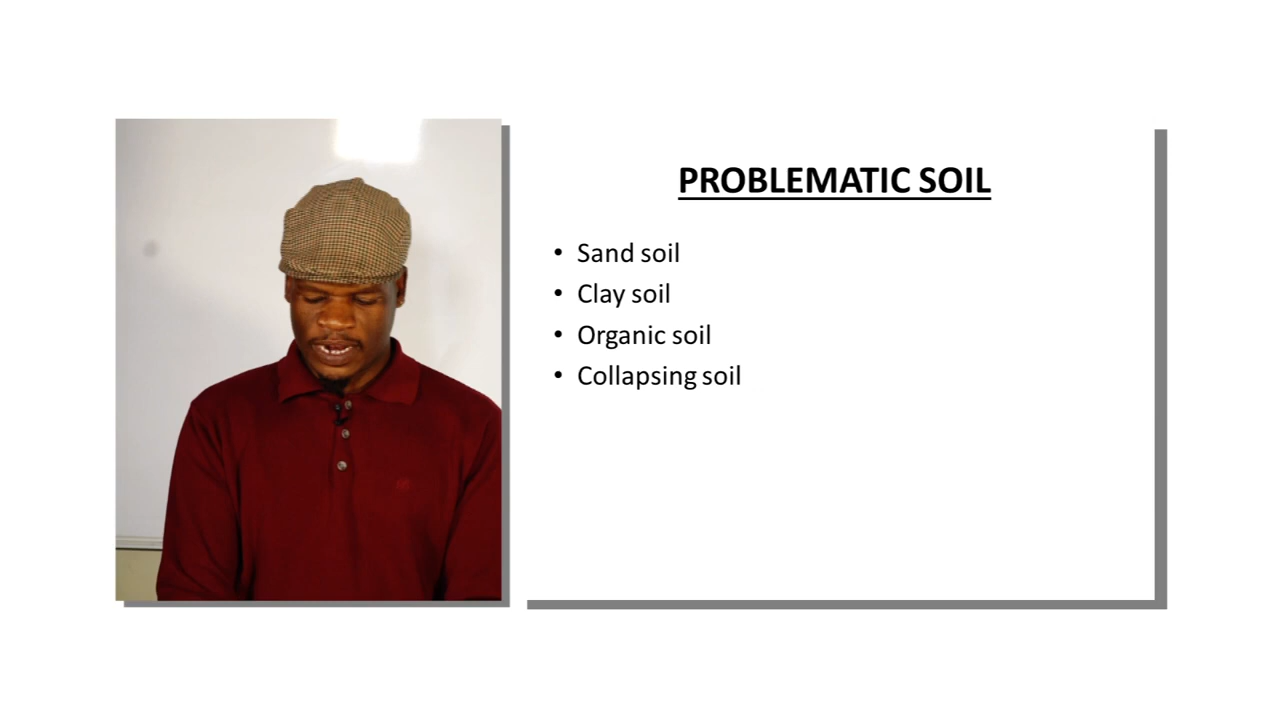 PROBLEMATIC SOIL
• Sand soil
• Clay soil
• Organic soil
• Collapsing soil